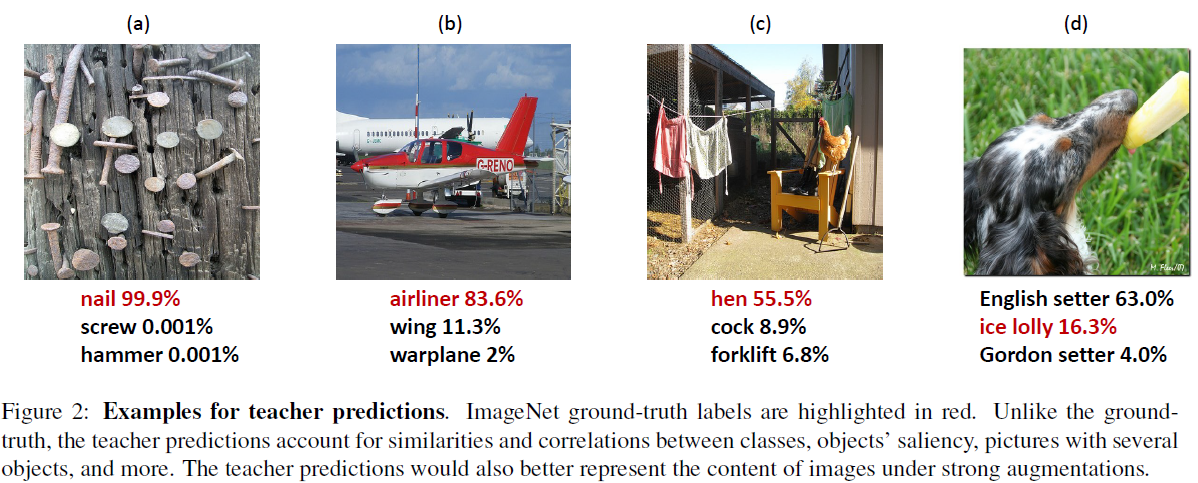 (a)
(b)
(c)
(d)
G-RENO
nail 99.9%
screw 0.001%
hammer 0.001%
airliner 83.6%
wing 11.3%
warplane 2%
hen 55.5%
cock 8.9%
forklift 6.8%
English setter 63.0%
ice lolly 16.3%
Gordon setter 4.0%
Figure 2: Examples for teacher predictions. ImageNet ground-truth labels are highlighted in red. Unlike the ground-
truth, the teacher predictions account for similarities and correlations between classes, objects' saliency, pictures with several
objects, and more. The teacher predictions would also better represent the content of images under strong augmentations.